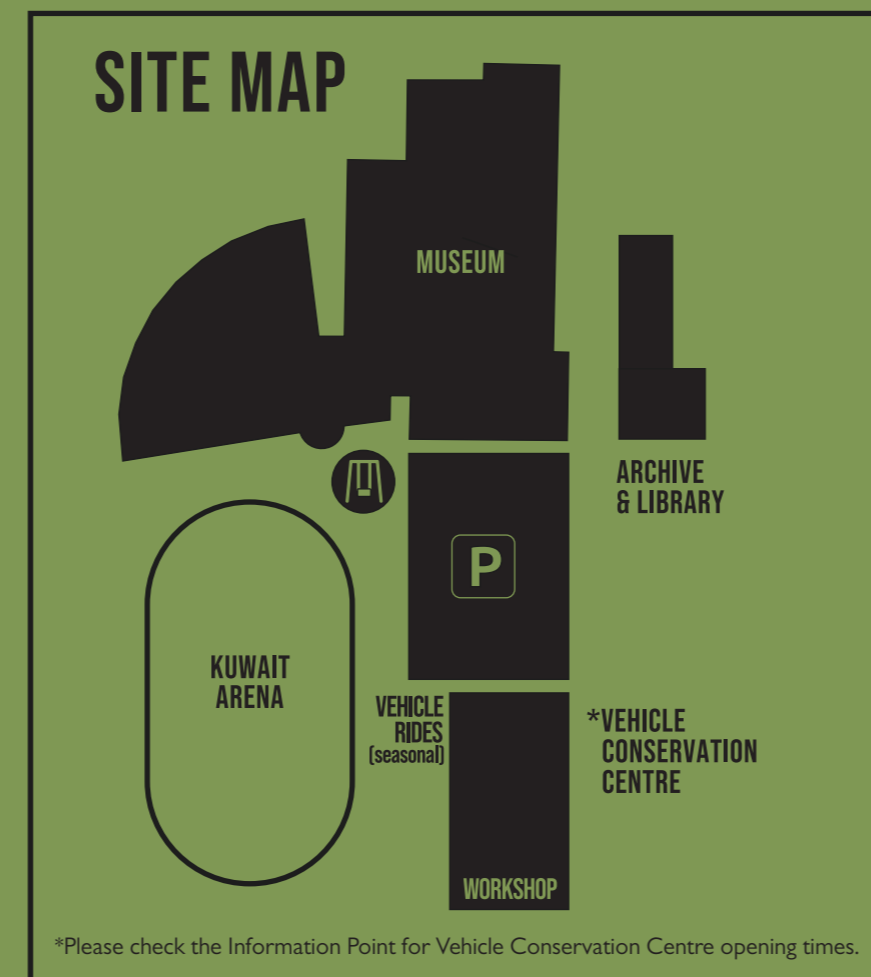 SITE MAP
MUSEUM
ARCHIVE
& LIBRARY
P
KUWAIT
ARENA
VEHICLE
RIDES
(seasonal)
*VEHICLE
CONSERVATION
CENTRE
WORKSHOP
*Please check the Information Point for Vehicle Conservation Centre opening times.